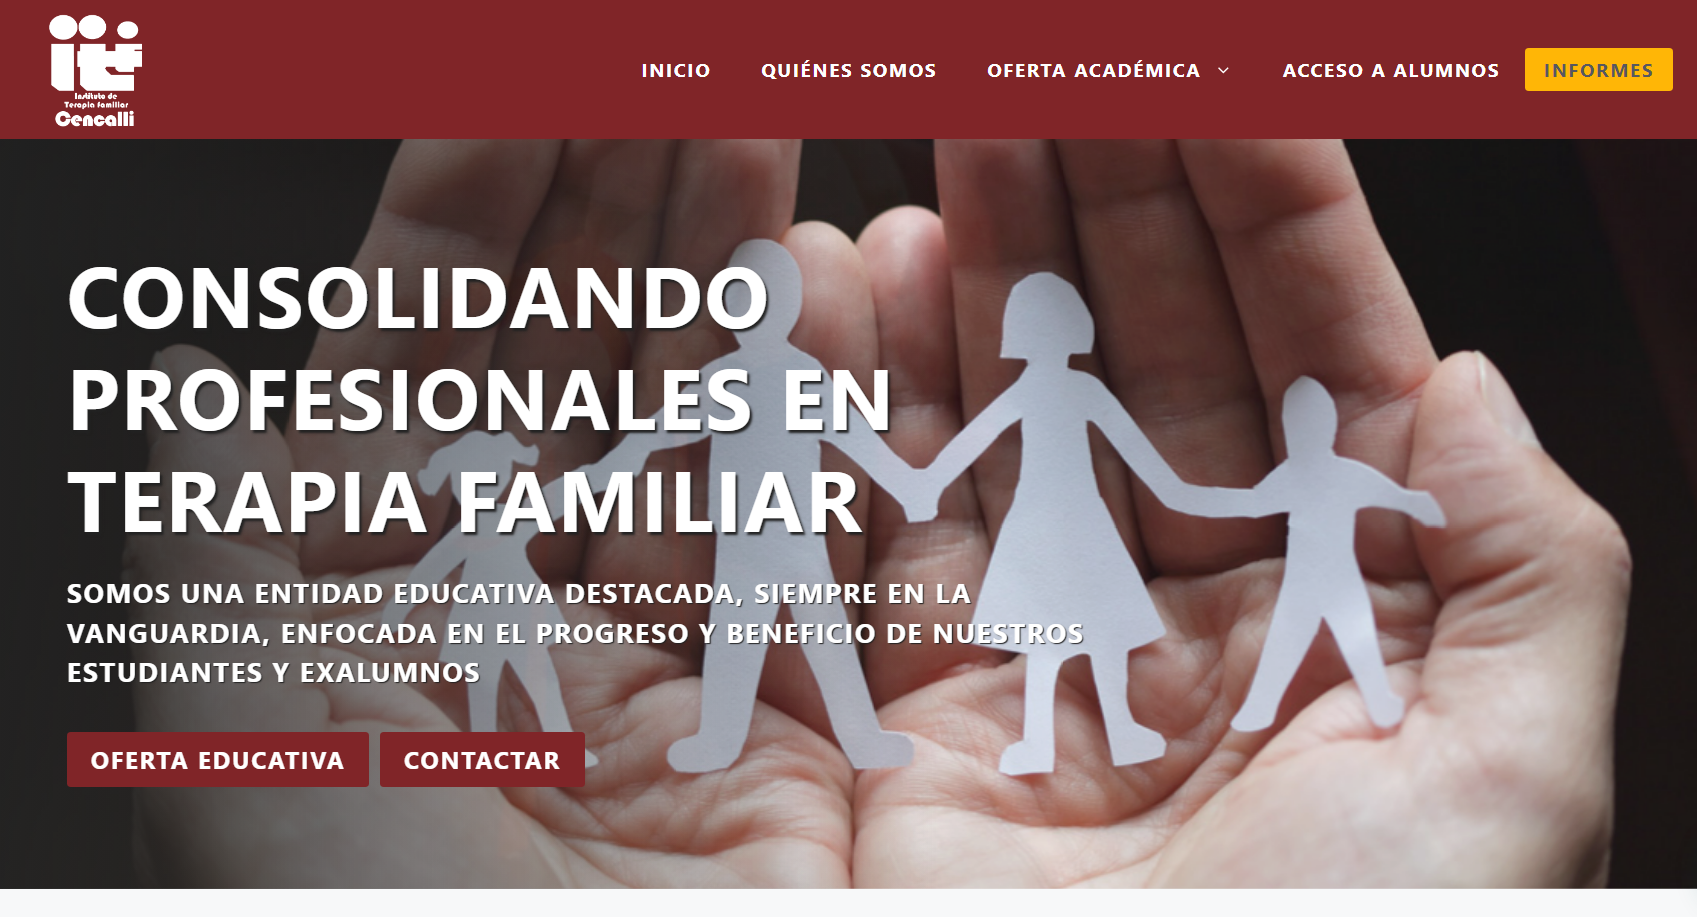 Instituto de
Terapia Familiar
Cencalli
INICIO
QUIÉNES SOMOS
OFERTA ACADÉMICA
ACCESO A ALUMNOS
INFORMES
CONSOLIDANDO
PROFESIONALES EN
TERAPIA FAMILIAR
SOMOS UNA ENTIDAD EDUCATIVA DESTACADA, SIEMPRE EN LA
VANGUARDIA, ENFOCADA EN EL PROGRESO Y BENEFICIO DE NUESTROS
ESTUDIANTES Y EXALUMNOS
OFERTA EDUCATIVA
CONTACTAR